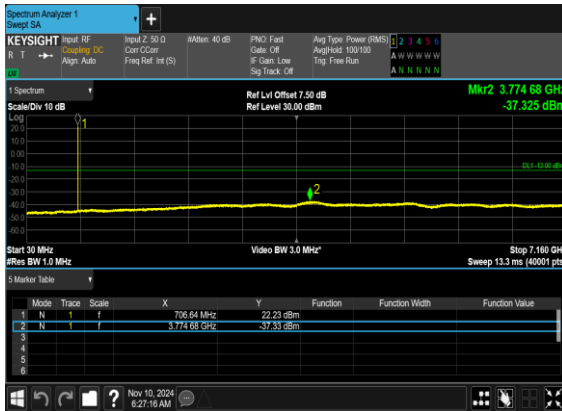 Spectrum Analyzer 1
Swept SA
+
KEYSIGHT Input: RF Input Z: 50 Ω #Atten: 40 dB PNO: Fast Avg Type: Power (RMS) 1 2 3 4 5 6
R T Coupling: DC Corr CCorr Gate: Off Avg|Hold: 100/100 A W W W W W
Align: Auto Freq Ref: Int (S) IF Gain: Low Trig: Free Run
Sig Track: Off A N N N N N
1 Spectrum Ref Lvl Offset 7.50 dB Mkr2 3.774 68 GHz
Scale/Div 10 dB Ref Level 30.00 dBm -37.325 dBm
Log
20.0
10.0
0.00
-10.0
DL1 -13.00 dBm
-20.0
-30.0
-40.0
-50.0
-60.0
1
2
Start 30 MHz Video BW 3.0 MHz* Stop 7.160 GHz
#Res BW 1.0 MHz Sweep 13.3 ms (40001 pts)
5 Marker Table
Mode Trace Scale X Y Function Function Width Function Value
1 N 1 f 706.64 MHz 22.23 dBm
2 N 1 f 3.774 68 GHz -37.33 dBm
3
4
5
6
? Nov 10, 2024
6:27:16 AM